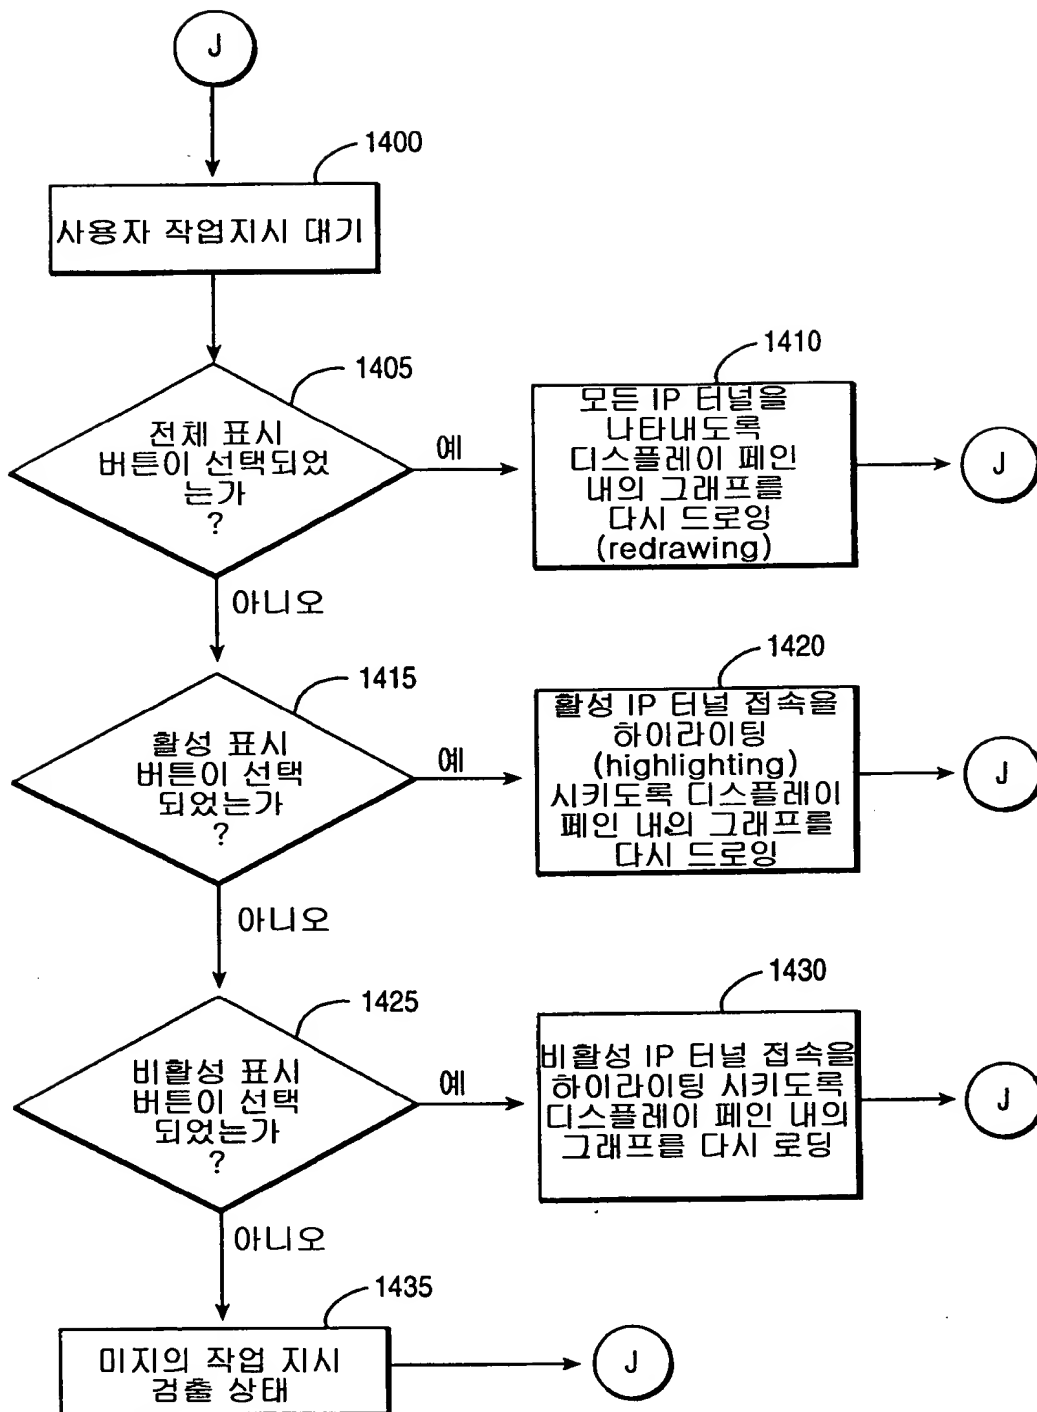 J
1400
사용자 작업지시 대기
1405
전체 표시
버튼이 선택되었
는가
?
예
1410
모든 IP 터널을
나타내도록
디스플레이 페인
내의 그래프를
다시 드로잉
(redrawing)
J
아니오
1415
활성 표시
버튼이 선택
되었는가
?
예
1420
활성 IP 터널 접속을
하이라이팅
(highlighting)
시키도록 디스플레이
페인 내의 그래프를
다시 드로잉
J
아니오
1425
비활성 표시
버튼이 선택
되었는가
?
예
1430
비활성 IP 터널 접속을
하이라이팅 시키도록
디스플레이 페인 내의
그래프를 다시 로딩
J
아니오
1435
미지의 작업 지시
검출 상태
J